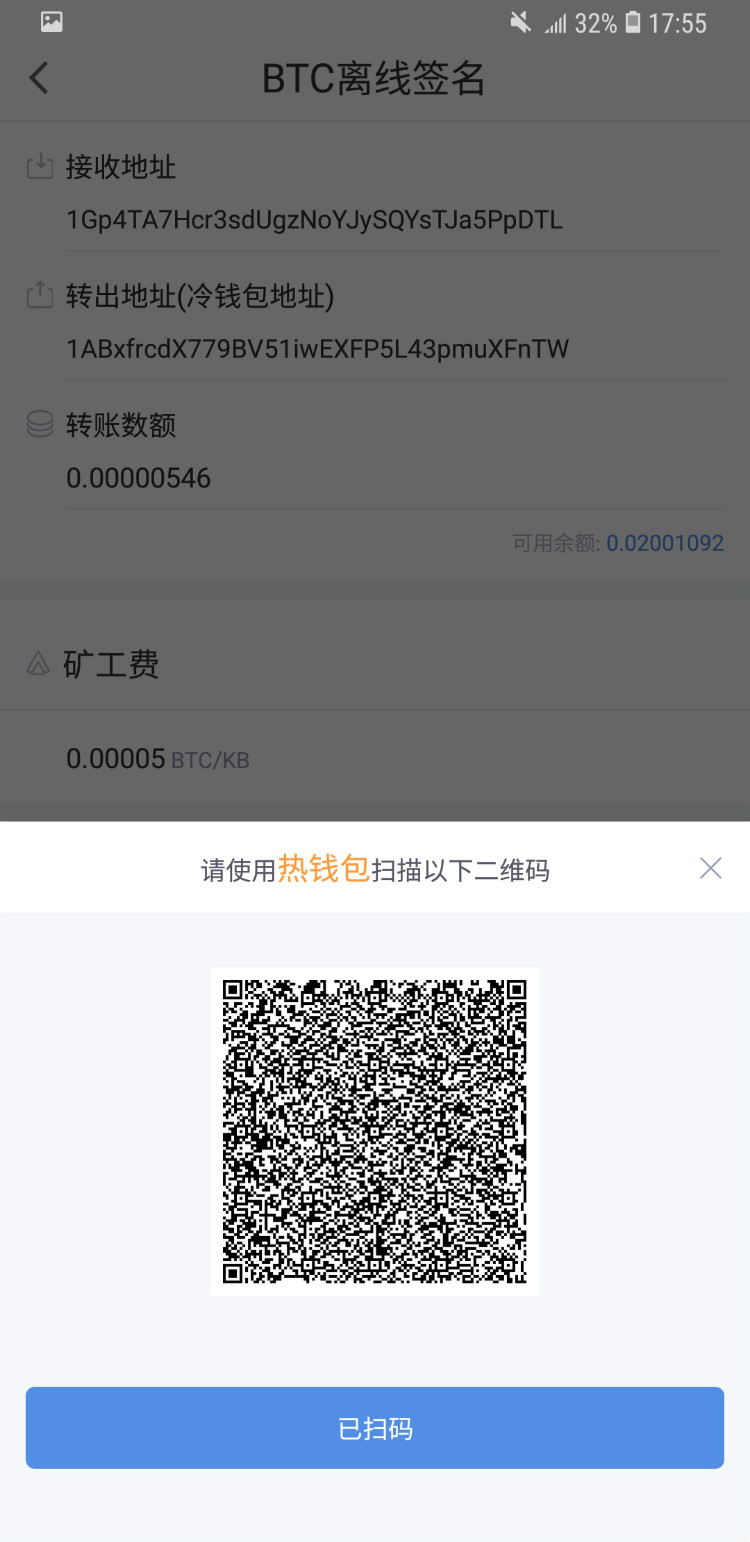 32% 17:55
BTC离线签名
接收地址
1Gp4TA7Hcr3sdUgzNoYJySQYsTJa5PpDTL
转出地址(冷钱包地址)
1ABxfrcdX779BV51iwEXFP5L43pmuXFnTW
转账数额
0.00000546
可用余额: 0.02001092
矿工费
0.00005 BTC/KB
请使用热钱包扫描以下二维码
已扫码